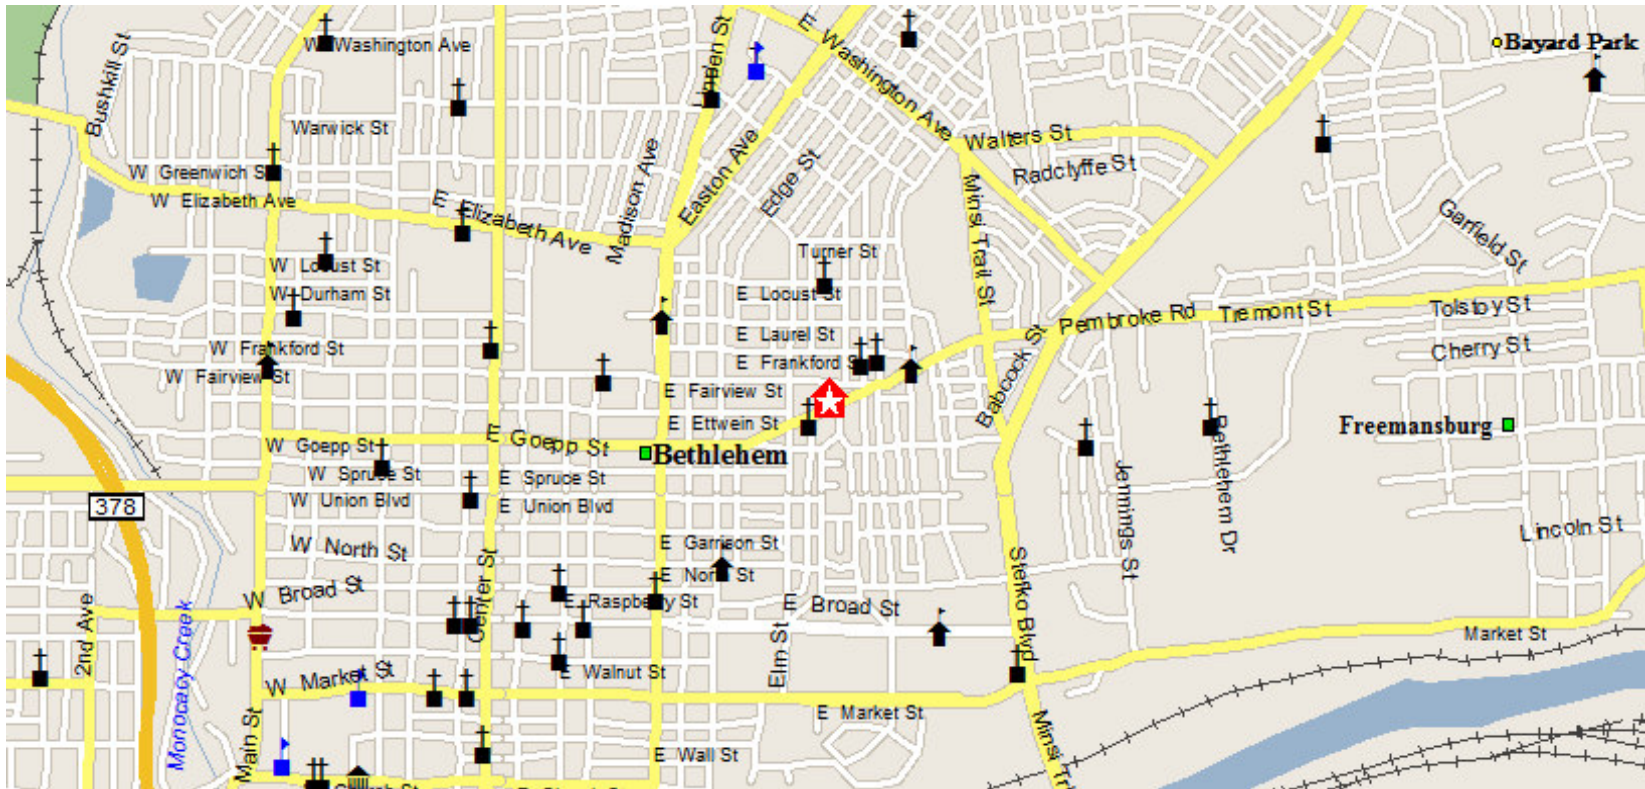 W Washington Ave
E Washington Ave
Bayard Park
Bushkill St
Linden St
Warwick St
Walters St
Easton Ave
Edge St
Radclyffe St
W Greenwich St
W Elizabeth Ave
E Elizabeth Ave
Madison Ave
Minsi Trail St
Garfield St
Turner St
W Locust St
W Durham St
E Locust St
Pembroke Rd
Tremont St
Tolstoy St
E Laurel St
W Frankford St
E Frankford St
Babcock St
Cherry St
W Fairview St
E Fairview St
E Ettwein St
Freemansburg
W Goepp St
E Goepp St
Bethlehem
Bethlehem Dr
W Spruce St
E Spruce St
W Union Blvd
E Union Blvd
378
Jennings St
Lincoln St
W North St
E Garrison St
E North St
Stefko Blvd
W Broad St
E Raspberry St
E Broad St
Center St
2nd Ave
Monocacy Creek
Market St
W Market St
E Walnut St
Elm St
E Market St
Main St
E Wall St
Minsi Tr
Church St